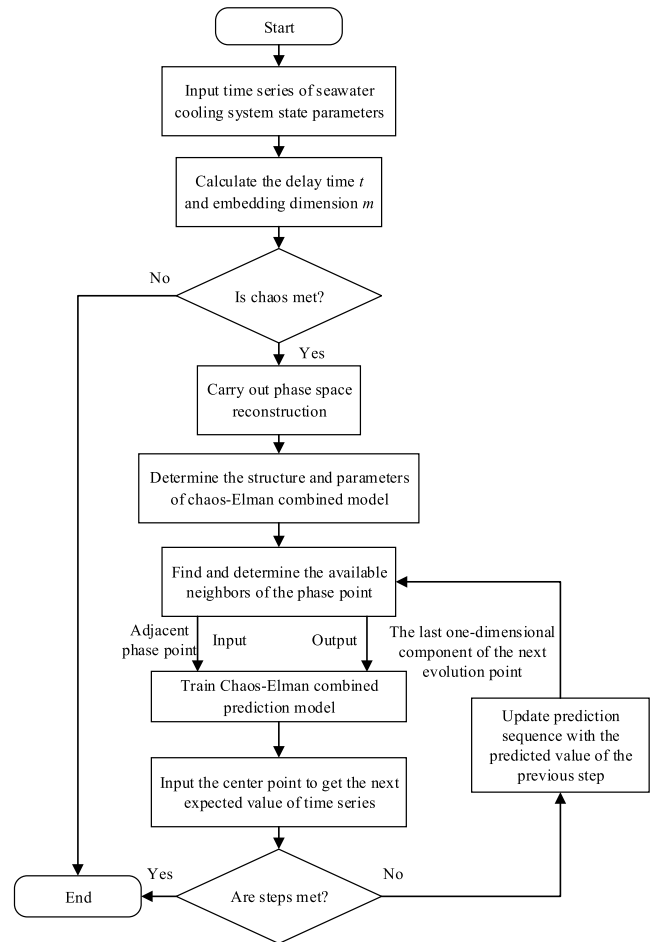 Start
Input time series of seawater
cooling system state parameters
Calculate the delay time t
and embedding dimension m
No
Is chaos met?
Yes
Carry out phase space
reconstruction
Determine the structure and parameters
of chaos-Elman combined model
Find and determine the available
neighbors of the phase point
Adjacent
phase point
Input
Output
The last one-dimensional
component of the next
evolution point
Train Chaos-Elman combined
prediction model
Update prediction
sequence with the
predicted value of the
previous step
Input the center point to get the next
expected value of time series
Yes
No
End
Are steps met?